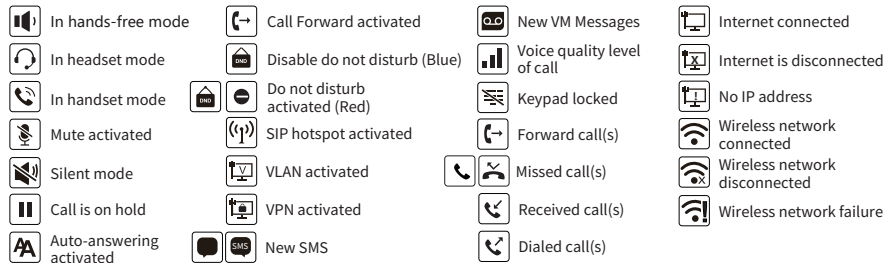 In hands-free mode
In headset mode
In handset mode
Mute activated
Silent mode
Call is on hold
AA
Auto-answering
activated
Call Forward activated
DND
Disable do not disturb (Blue)
DND
Do not disturb
activated (Red)
SIP hotspot activated
V
VLAN activated
VPN activated
SMS
New SMS
New VM Messages
Voice quality level
of call
Keypad locked
Forward call(s)
Missed call(s)
Received call(s)
Dialed call(s)
Internet connected
X
Internet is disconnected
!
No IP address
Wireless network
connected
x
Wireless network
disconnected
!
Wireless network failure